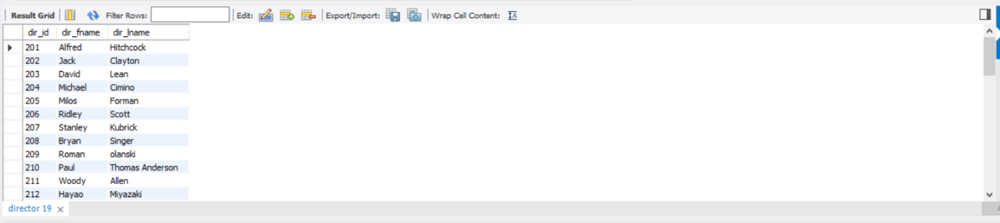 Result Grid Filter Rows: Edit: Export/Import: Wrap Cell Content: IA
dir_id dir_fname dir_lname
201 Alfred Hitchcock
202 Jack Clayton
203 David Lean
204 Michael Cimino
205 Milos Forman
206 Ridley Scott
207 Stanley Kubrick
208 Bryan Singer
209 Roman olanski
210 Paul Thomas Anderson
211 Woody Allen
212 Hayao Miyazaki
director 19